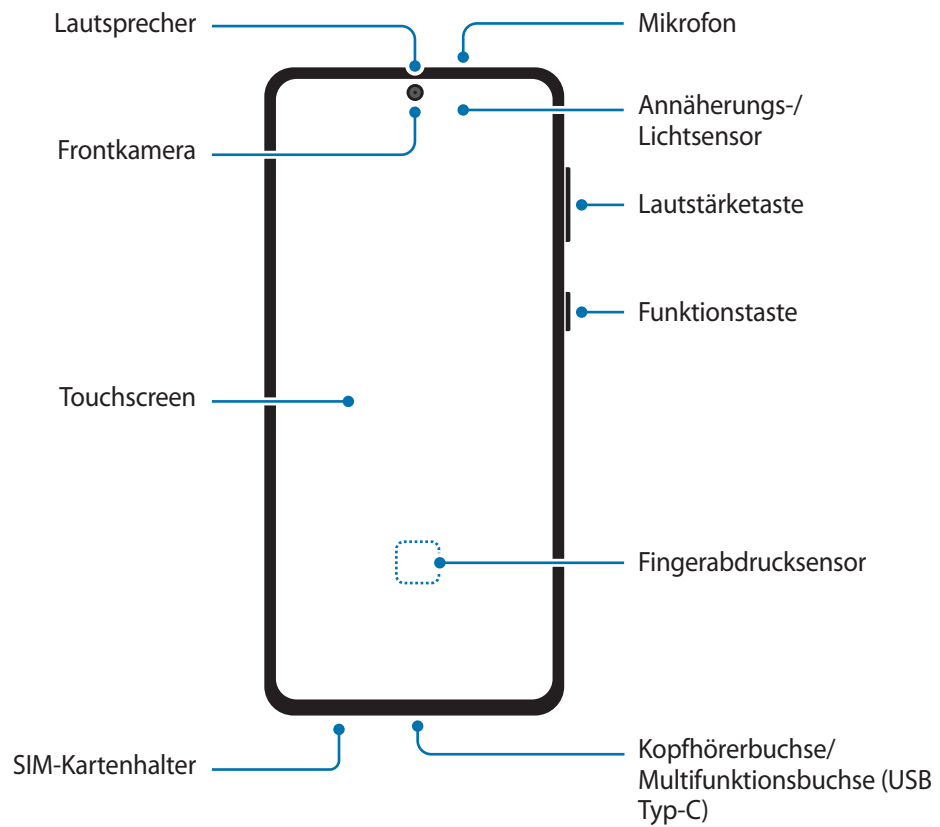 Lautsprecher
Mikrofon
Frontkamera
Annäherungs-/
Lichtsensor
Lautstärketaste
Funktionstaste
Touchscreen
Fingerabdrucksensor
SIM-Kartenhalter
Kopfhörerbuchse/
Multifunktionsbuchse (USB
Typ-C)